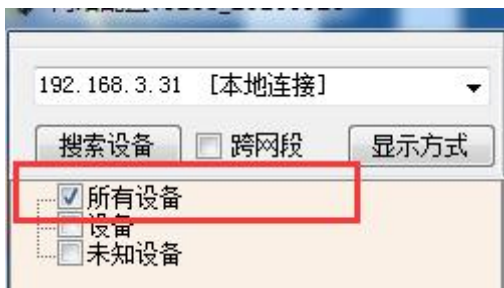 192.168.3.31 [本地连接]
搜索设备 跨网段 显示方式
所有设备
设备
未知设备